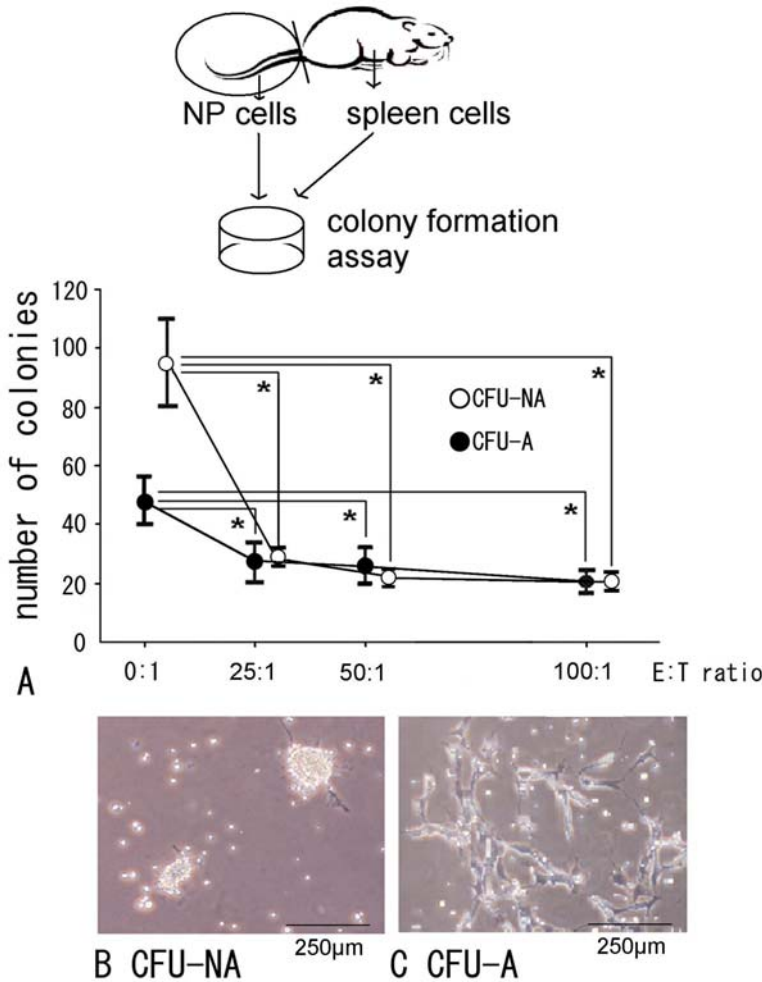 NP cells
spleen cells
colony formation
assay
number of colonies
120
100
80
60
40
20
0
*
*
*
CFU-NA
CFU-A
*
*
*
0:1
25:1
50:1
100:1
E:T ratio
A
250μm
250μm
B CFU-NA
C CFU-A